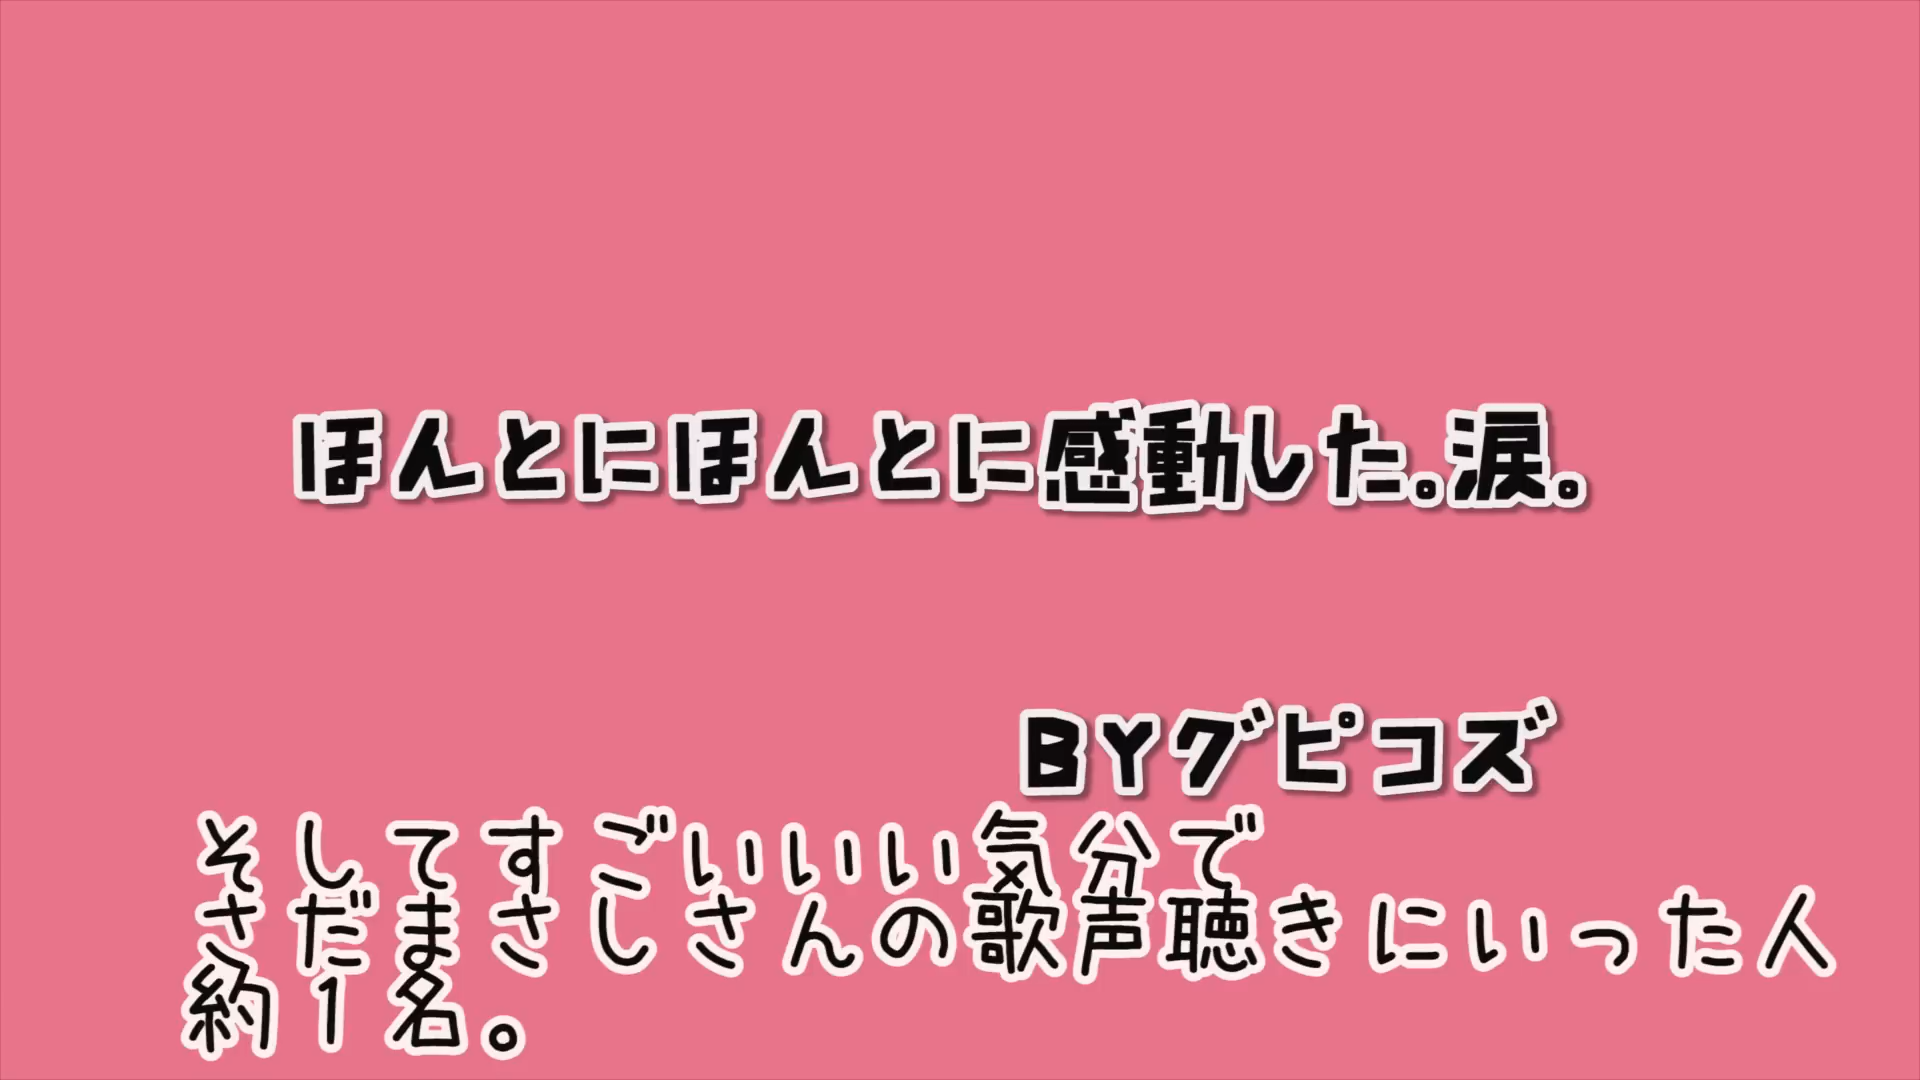 ほんとにほんとに感動した。涙。
BYグピコズ
そしてすごいいい気分で
さだまさしさんの歌声聴きにいった人
約1名。